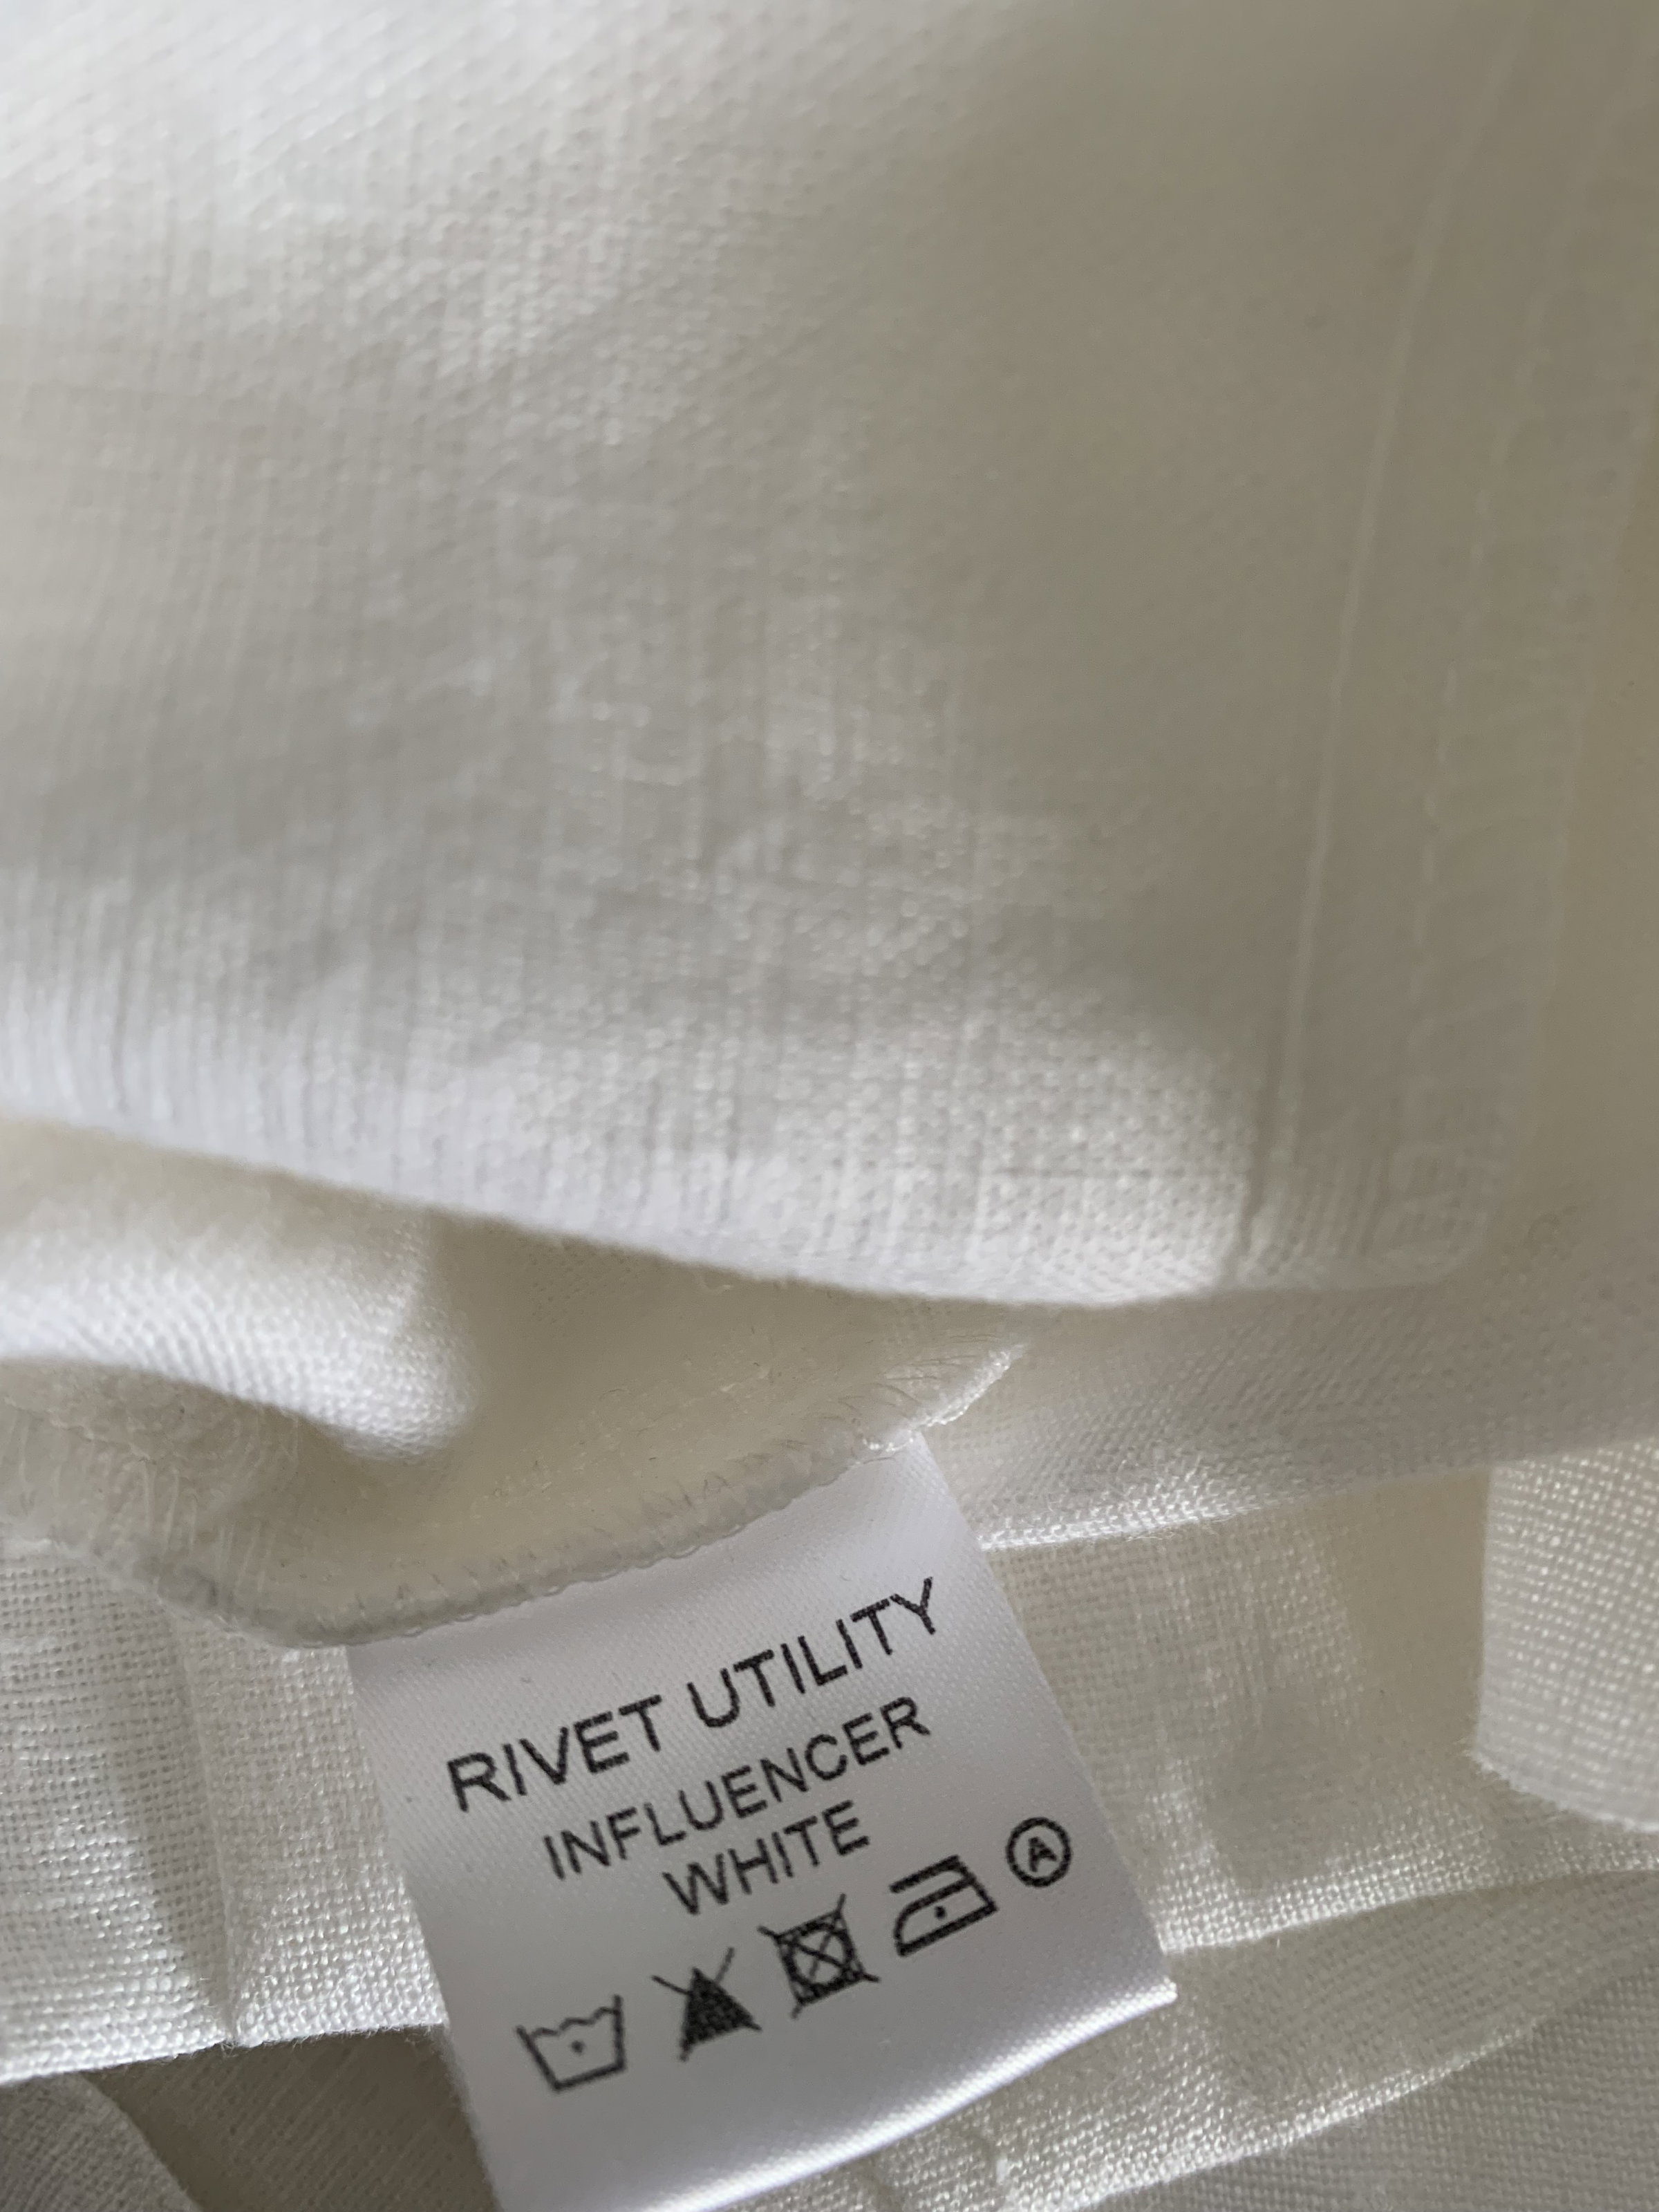 RIVET UTILITY
INFLUENCER
WHITE
A